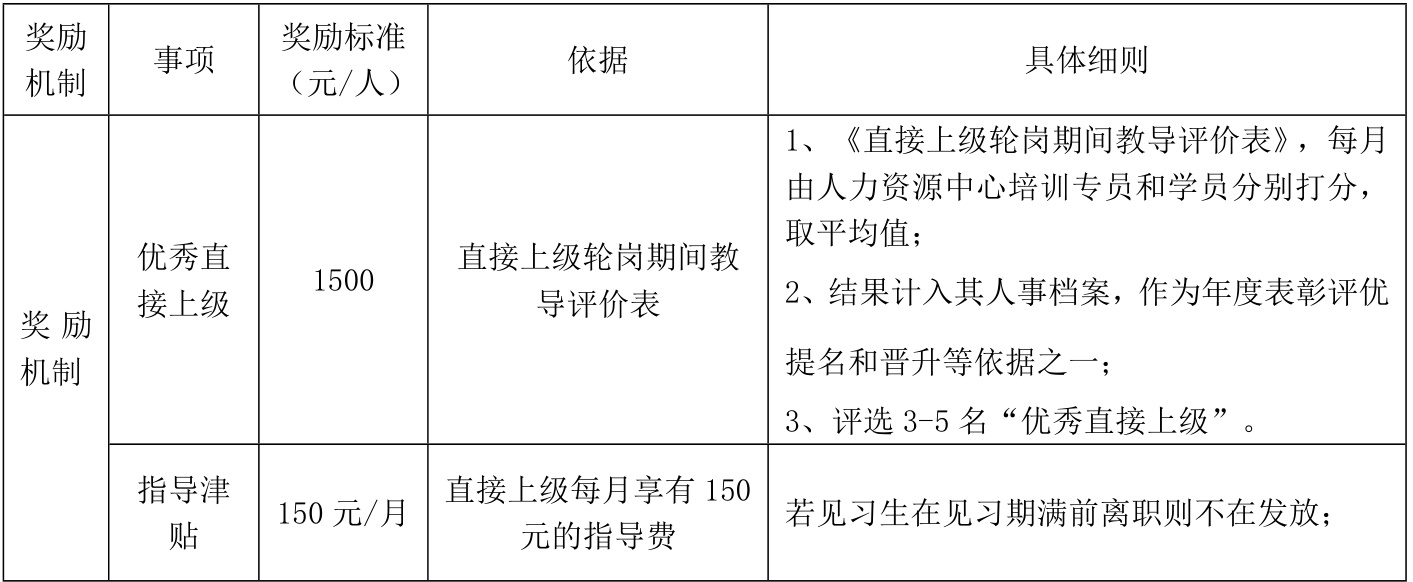 奖励
机制
事项
奖励标准
（元/人）
依据
具体细则
奖 励
机制
优秀直
接上级
1500
直接上级轮岗期间教
导评价表
1、《直接上级轮岗期间教导评价表》，每月
由人力资源中心培训专员和学员分别打分，
取平均值；
2、结果计入其人事档案，作为年度表彰评优
提名和晋升等依据之一；
3、评选 3-5 名“优秀直接上级”。
指导津
贴
150 元/月
直接上级每月享有 150
元的指导费
若见习生在见习期满前离职则不在发放；